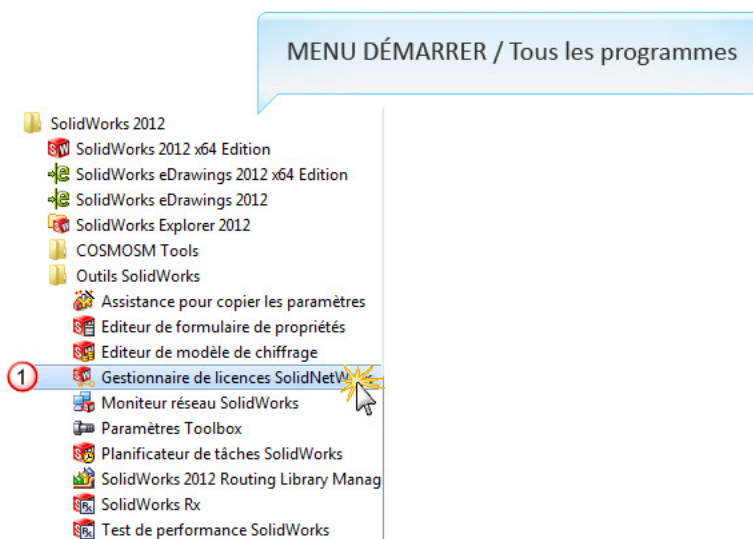 MENU DÉMARRER / Tous les programmes
SolidWorks 2012
SolidWorks 2012 x64 Edition
SolidWorks eDrawings 2012 x64 Edition
SolidWorks eDrawings 2012
SolidWorks Explorer 2012
COSMOSM Tools
Outils SolidWorks
Assistance pour copier les paramètres
Editeur de formulaire de propriétés
Editeur de modèle de chiffrage
1 Gestionnaire de licences SolidNetW
Moniteur réseau SolidWorks
Paramètres Toolbox
Planificateur de tâches SolidWorks
SolidWorks 2012 Routing Library Manag
SolidWorks Rx
Test de performance SolidWorks